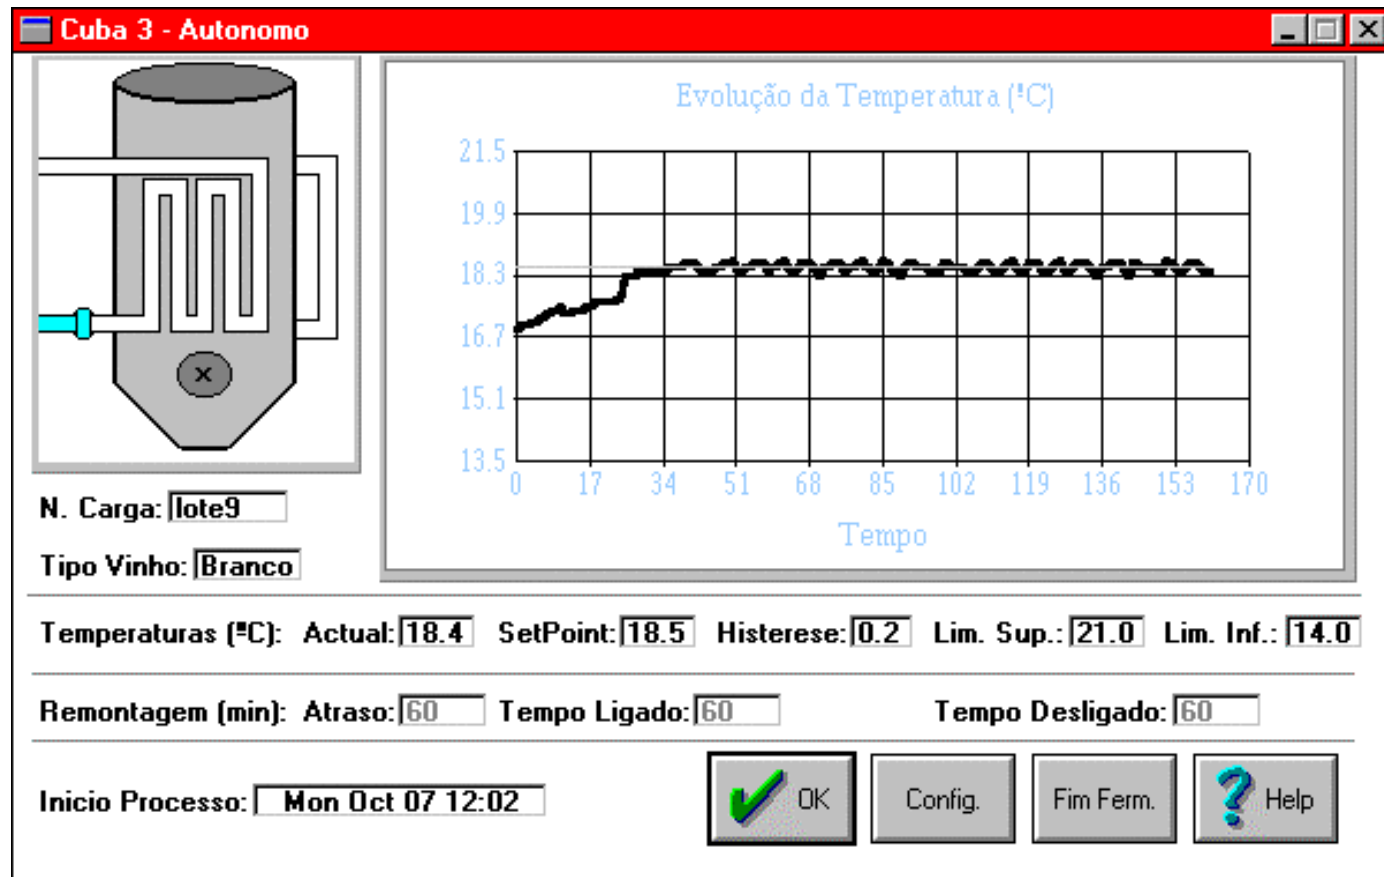 Cuba 3 - Autonomo
Evolução da Temperatura (ºC)
21.5
19.9
18.3
16.7
15.1
13.5
0 17 34 51 68 85 102 119 136 153 170
Tempo
X
N. Carga: lote9
Tipo Vinho: Branco
Temperaturas (ºC): Actual: 18.4 SetPoint: 18.5 Histerese: 0.2 Lim. Sup.: 21.0 Lim. Inf.: 14.0
Remontagem (min): Atraso: 60 Tempo Ligado: 60 Tempo Desligado: 60
Inicio Processo: Mon Oct 07 12:02
OK Config. Fim Ferm. ? Help